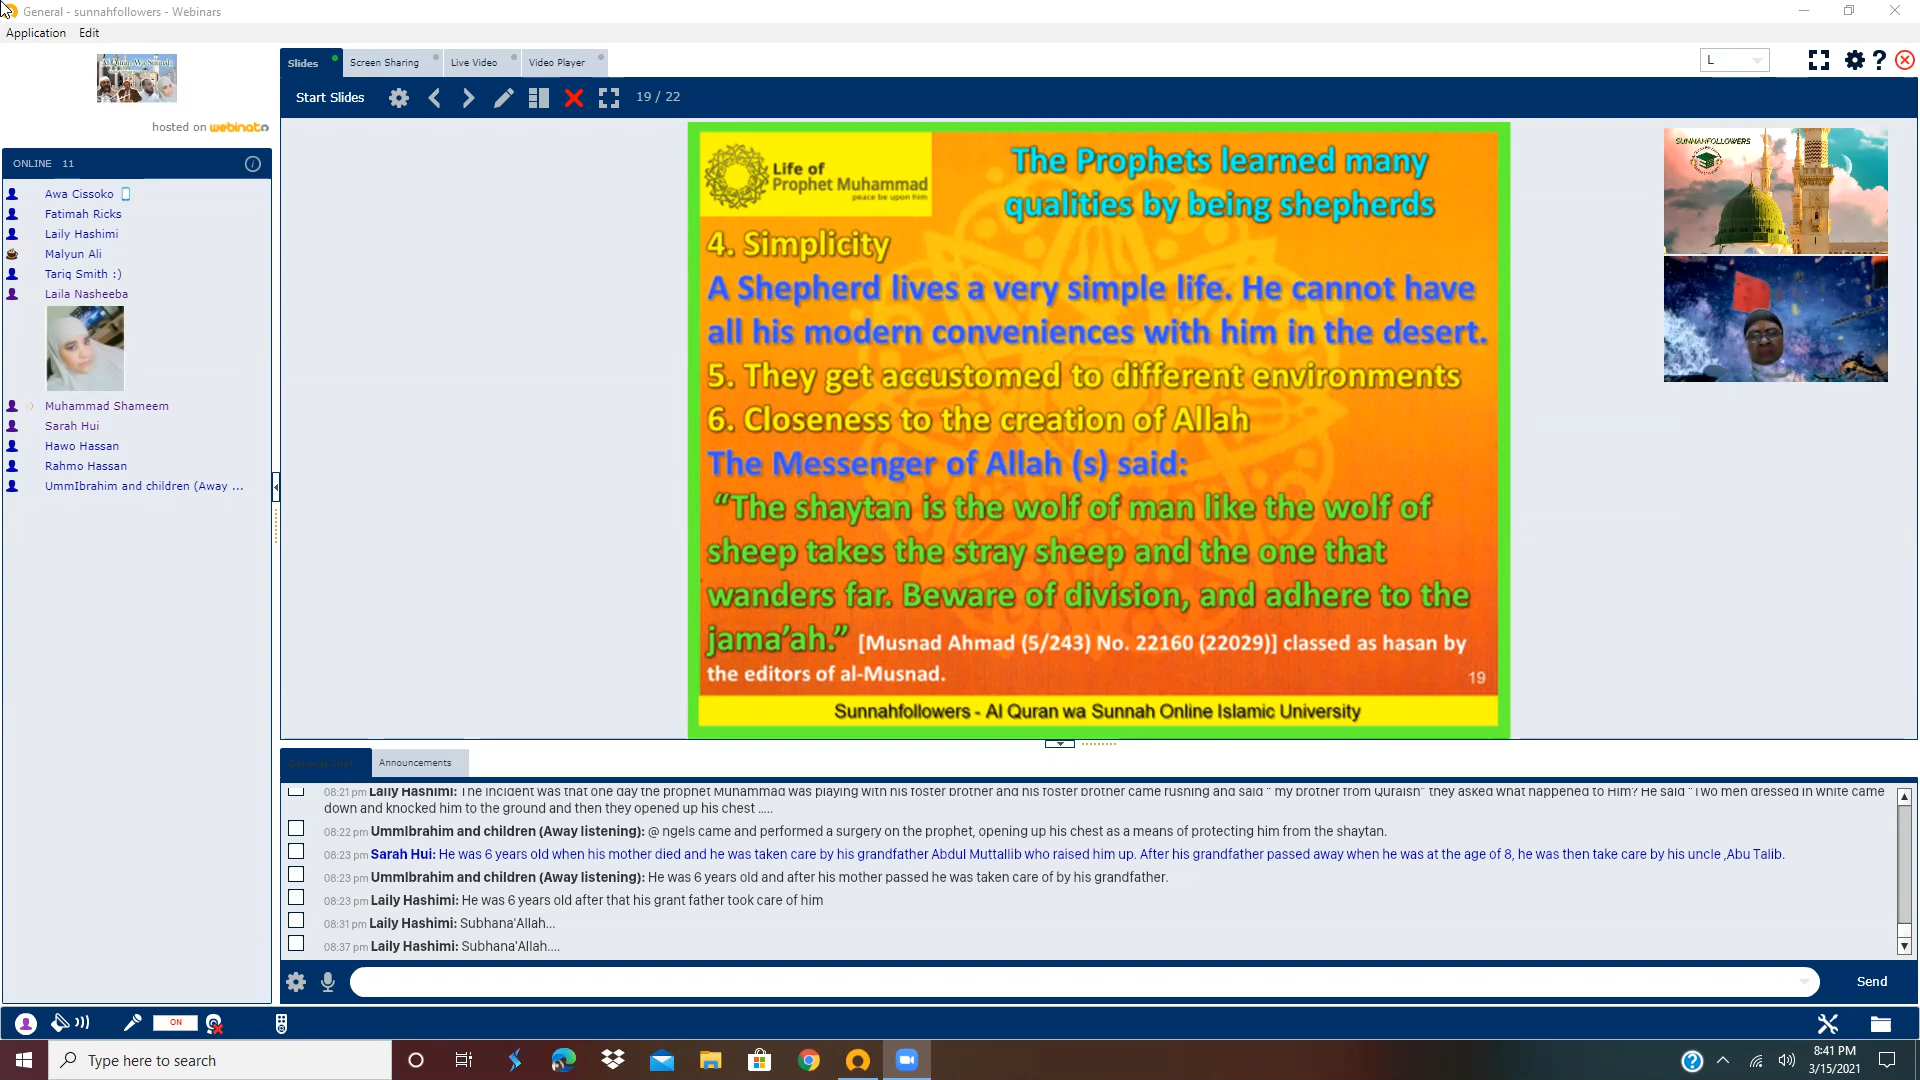 General - sunnahfollowers - Webinars
Application Edit
hosted on webinato
ONLINE 11
Awa Cissoko
Fatimah Ricks
Laily Hashimi
Malyun Ali
Tariq Smith :)
Laila Nasheeba
Muhammad Shameem
Sarah Hui
Hawo Hassan
Rahmo Hassan
UmmIbrahim and children (Away ...
Slides Screen Sharing Live Video Video Player
L
Start Slides 19 / 22
Life of
Prophet Muhammad
peace be upon him
The Prophets learned many
qualities by being shepherds
4. Simplicity
A Shepherd lives a very simple life. He cannot have
all his modern conveniences with him in the desert.
5. They get accustomed to different environments
6. Closeness to the creation of Allah
The Messenger of Allah (s) said:
“The shaytan is the wolf of man like the wolf of
sheep takes the stray sheep and the one that
wanders far. Beware of division, and adhere to the
jama’ah.” [Musnad Ahmad (5/243) No. 22160 (22029)] classed as hasan by
the editors of al-Musnad.
19
Sunnahfollowers - Al Quran wa Sunnah Online Islamic University
SUNNAHFOLLOWERS
General Chat Announcements
08:21 pm Laily Hashimi: The incident was that one day the prophet Muhammad was playing with his foster brother and his foster brother came rushing and said " my brother from Quraish" they asked what happened to Him? He said "Two men dressed in white came
down and knocked him to the ground and then they opened up his chest .....
08:22 pm UmmIbrahim and children (Away listening): @ ngels came and performed a surgery on the prophet, opening up his chest as a means of protecting him from the shaytan.
08:23 pm Sarah Hui: He was 6 years old when his mother died and he was taken care by his grandfather Abdul Muttallib who raised him up. After his grandfather passed away when he was at the age of 8, he was then take care by his uncle ,Abu Talib.
08:23 pm UmmIbrahim and children (Away listening): He was 6 years old and after his mother passed he was taken care of by his grandfather.
08:23 pm Laily Hashimi: He was 6 years old after that his grant father took care of him
08:31 pm Laily Hashimi: Subhana'Allah...
08:37 pm Laily Hashimi: Subhana'Allah....
Send
ON
Type here to search
8:41 PM
3/15/2021